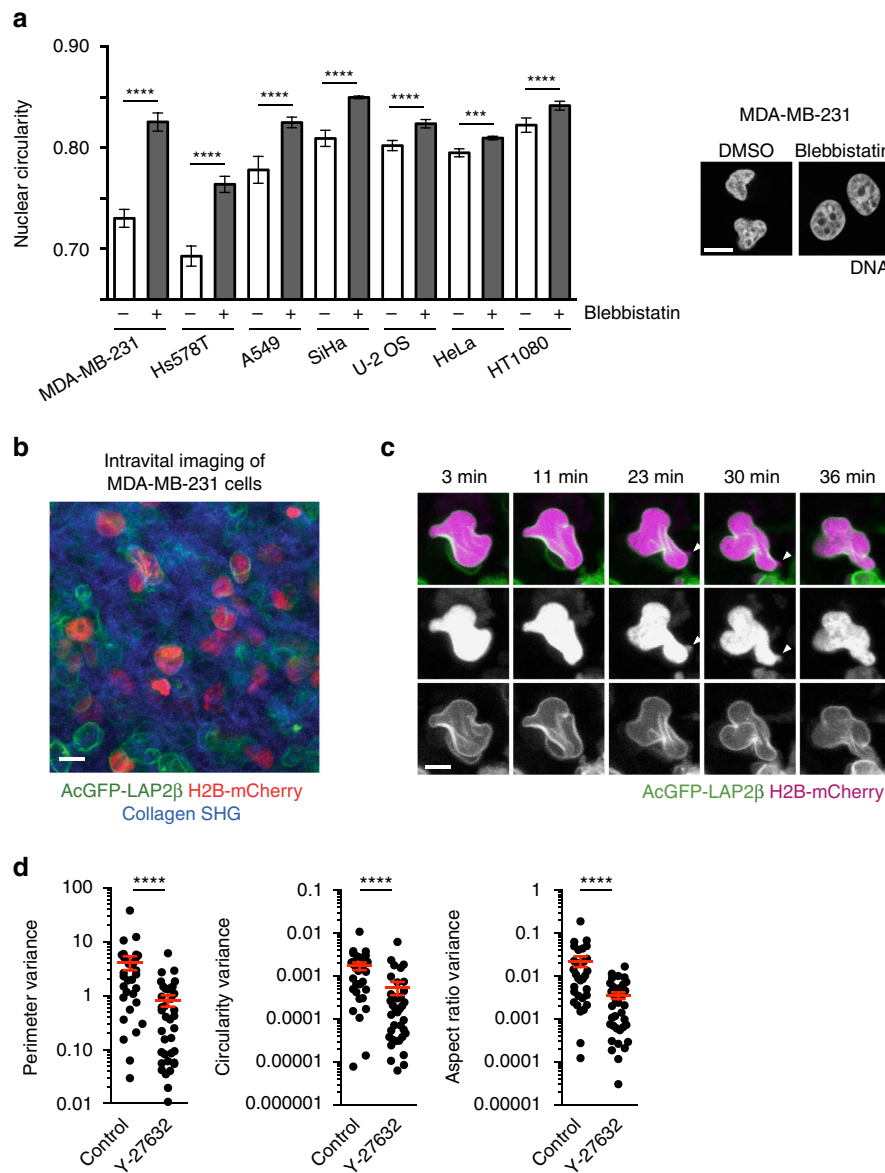 a
0.90
0.80
0.70
Nuclear circularity
**** **** **** **** **** *** ****
– + – + – + – + – + – + – + Blebbistatin
MDA-MB-231 Hs578T A549 SiHa U-2 OS HeLa HT1080
MDA-MB-231
DMSO Blebbistatin
DNA
b
Intravital imaging of
MDA-MB-231 cells
AcGFP-LAP2β H2B-mCherry
Collagen SHG
c
3 min 11 min 23 min 30 min 36 min
AcGFP-LAP2β H2B-mCherry
d
Perimeter variance
100
10
1
0.10
0.01
****
Control Y-27632
Circularity variance
0.1
0.01
0.001
0.0001
0.00001
0.000001
****
Control Y-27632
Aspect ratio variance
1
0.1
0.01
0.001
0.0001
0.00001
****
Control Y-27632